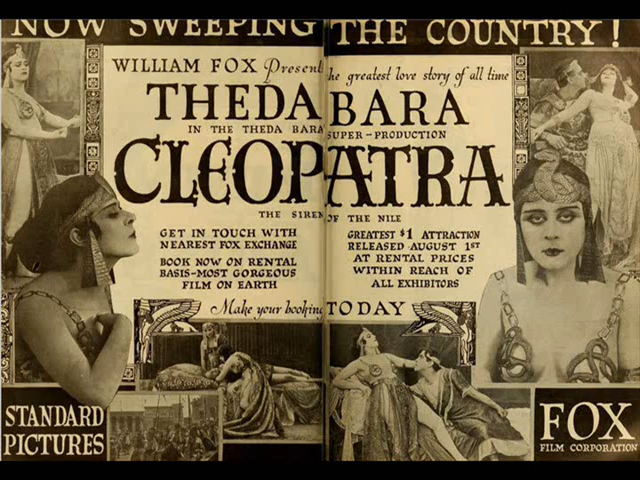 NOW SWEEPING THE COUNTRY!
WILLIAM FOX Presents the greatest love story of all time
THEDA BARA
IN THE THEDA BARA SUPER-PRODUCTION
CLEOPATRA
THE SIREN OF THE NILE
GET IN TOUCH WITH
NEAREST FOX EXCHANGE
BOOK NOW ON RENTAL
BASIS-MOST GORGEOUS
FILM ON EARTH
GREATEST $1 ATTRACTION
RELEASED AUGUST 1ST
AT RENTAL PRICES
WITHIN REACH OF
ALL EXHIBITORS
Make your booking TODAY
STANDARD
PICTURES
FOX
FILM CORPORATION